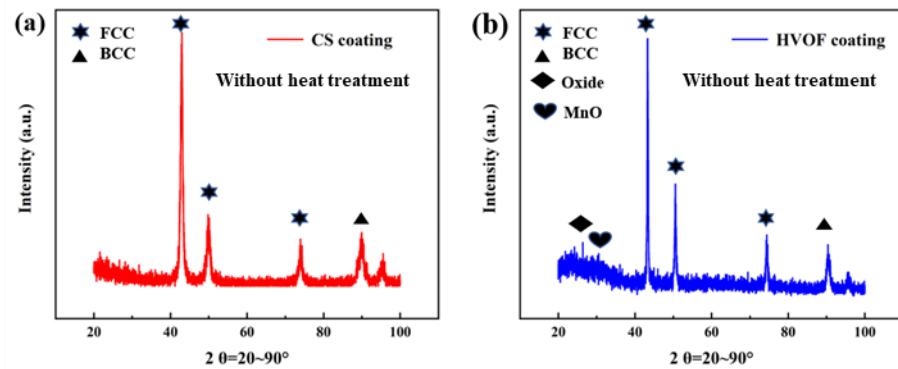 (a)
FCC
BCC
CS coating
Without heat treatment
Intensity (a.u.)
20 40 60 80 100
2 θ=20~90°
(b)
FCC
BCC
Oxide
MnO
HVOF coating
Without heat treatment
Intensity (a.u.)
20 40 60 80 100
2 θ=20~90°